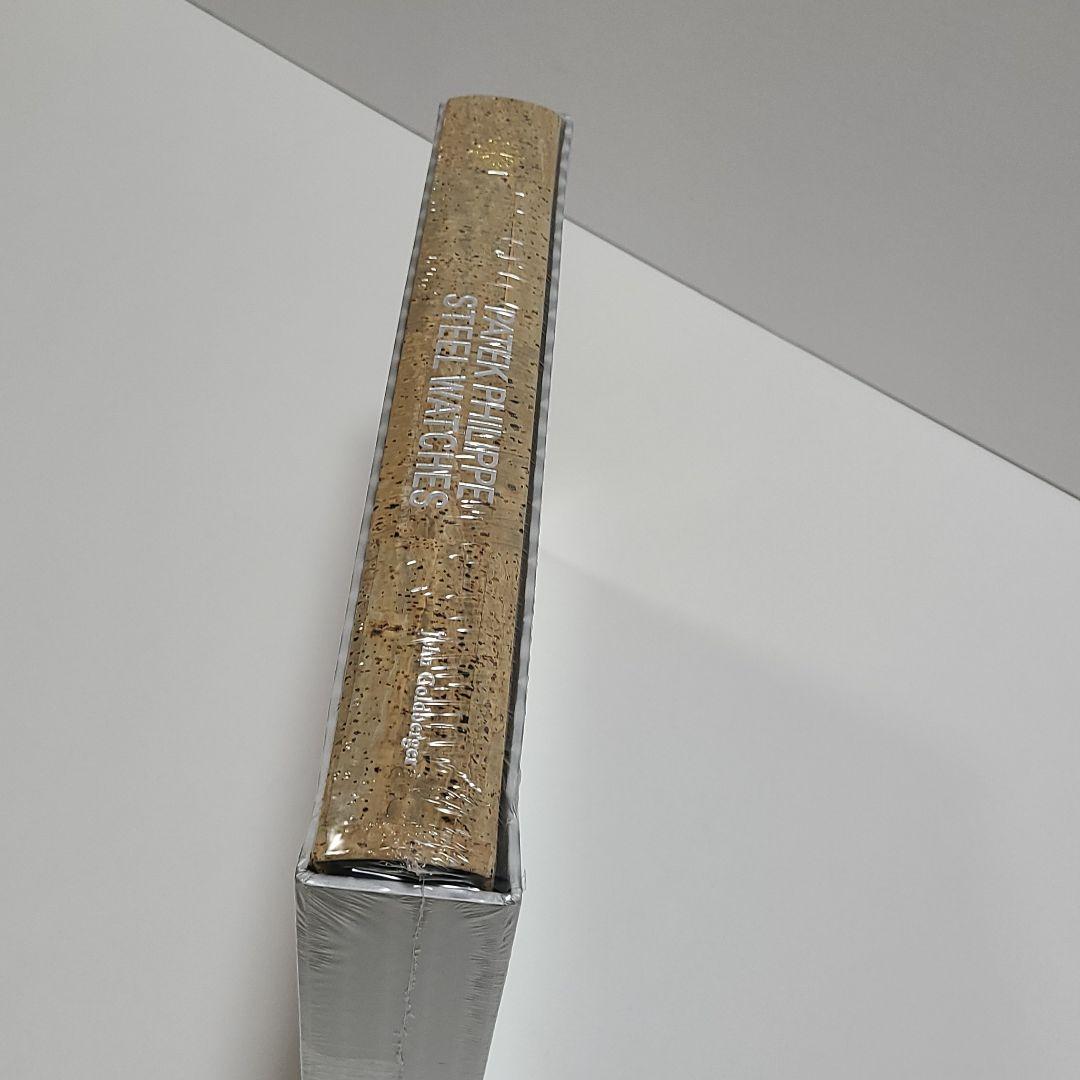 PATEK PHILIPPE
STEEL WATCHES
John Goldberger